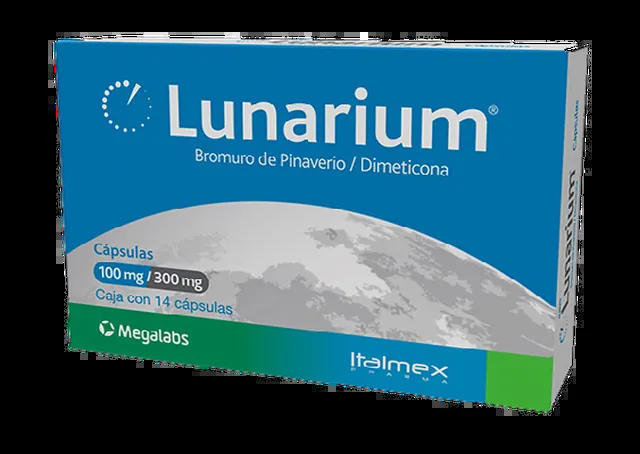 Lunarium®
Bromuro de Pinaverio / Dimeticona
Cápsulas
100 mg / 300 mg
Caja con 14 cápsulas
Megalabs
Italmex
PHARMA
Lunarium®
Cápsulas